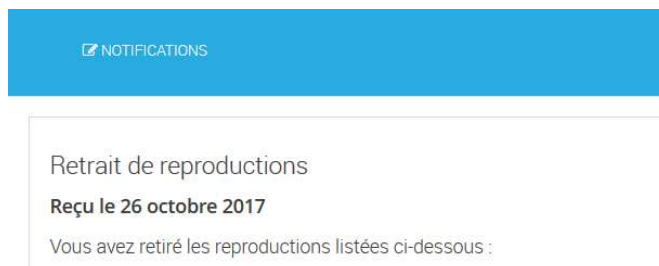 NOTIFICATIONS
Retrait de reproductions
Reçu le 26 octobre 2017
Vous avez retiré les reproductions listées ci-dessous :